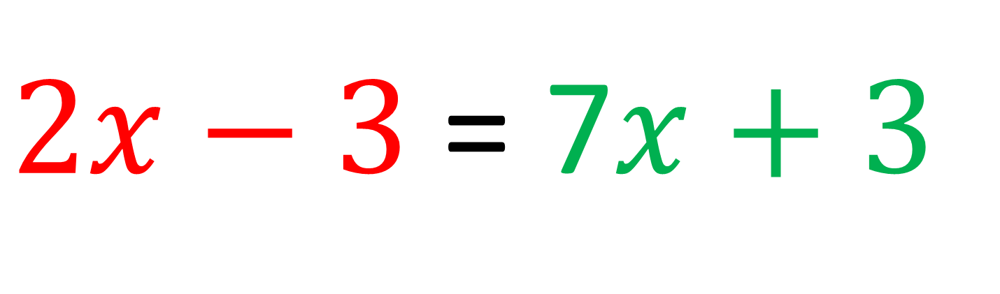 2x − 3 = 7x + 3